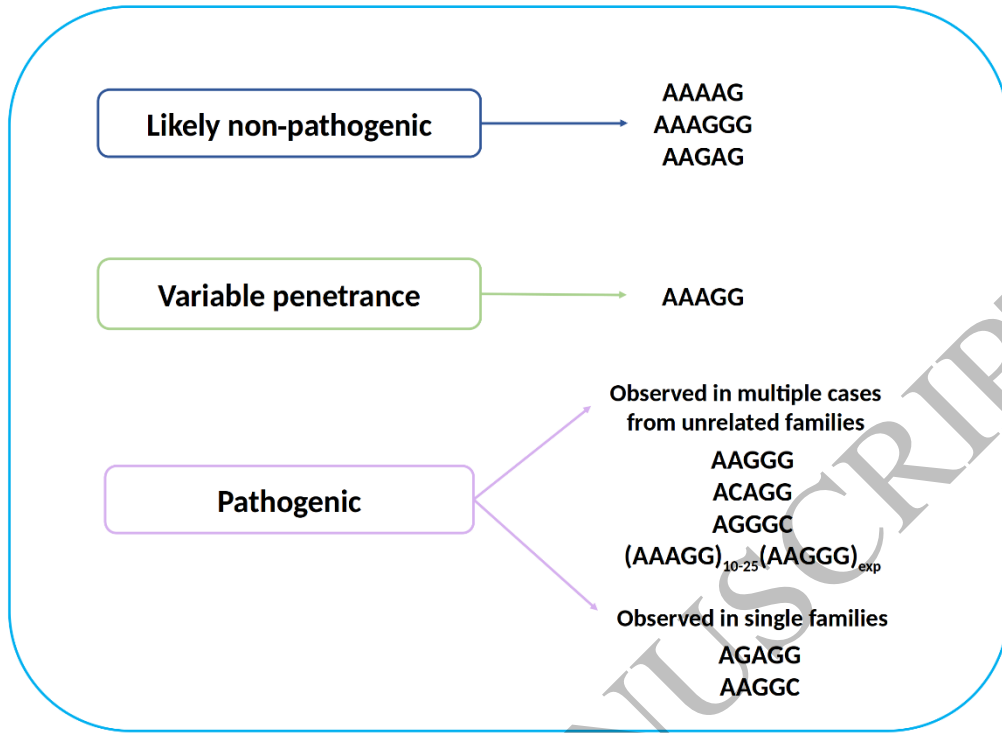 Likely non-pathogenic
AAAAG
AAAGGG
AAGAG
Variable penetrance
AAAGG
Pathogenic
Observed in multiple cases
from unrelated families
AAGGG
ACAGG
AGGGC
(AAAGG)10-25(AAGGG)exp
Observed in single families
AGAGG
AAGGC
NUSCRIP